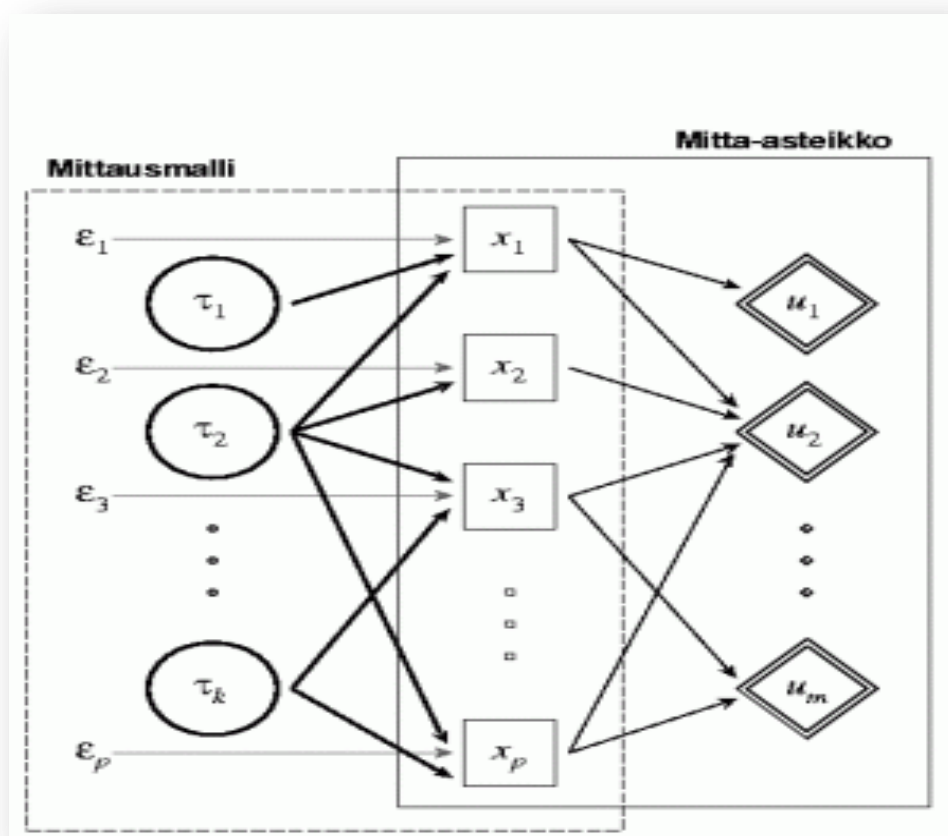 Mitta-asteikko
Mittausmalli
ε₁ x₁
τ₁ u₁
ε₂ x₂
τ₂ u₂
ε₃ x₃
τₖ uₘ
εₚ xₚ